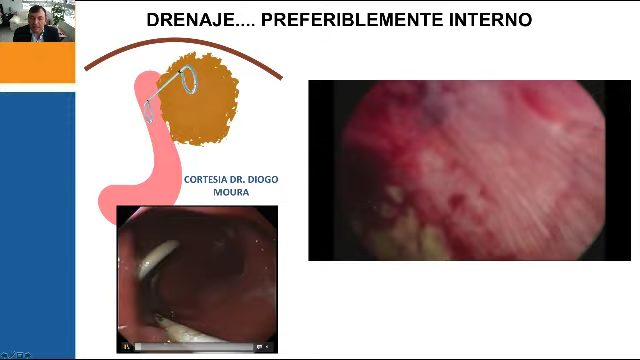 DRENAJE.... PREFERIBLEMENTE INTERNO
CORTESIA DR. DIOGO
MOURA